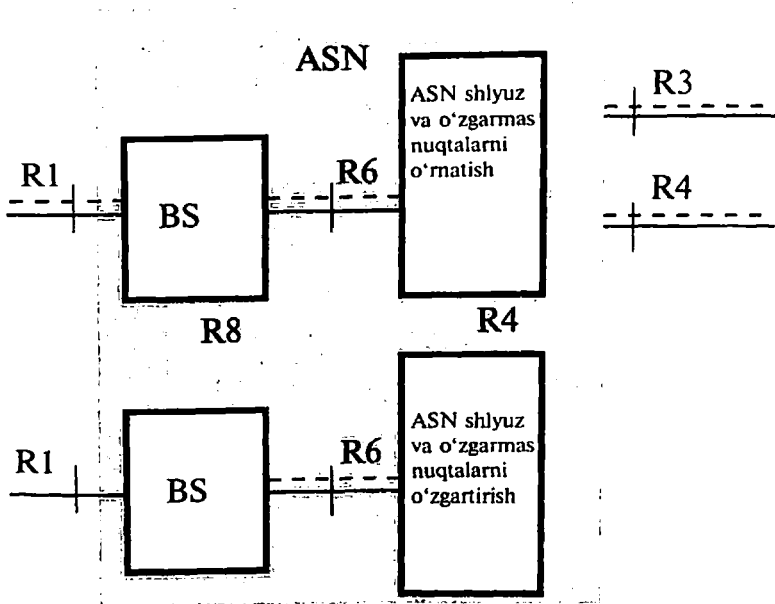 ASN
ASN shlyuz
va o‘zgarmas
nuqtalarni
o‘rnatish
R3
R1
R6
R4
BS
R8
R4
ASN shlyuz
va o‘zgarmas
nuqtalarni
o‘zgartirish
R1
R6
BS